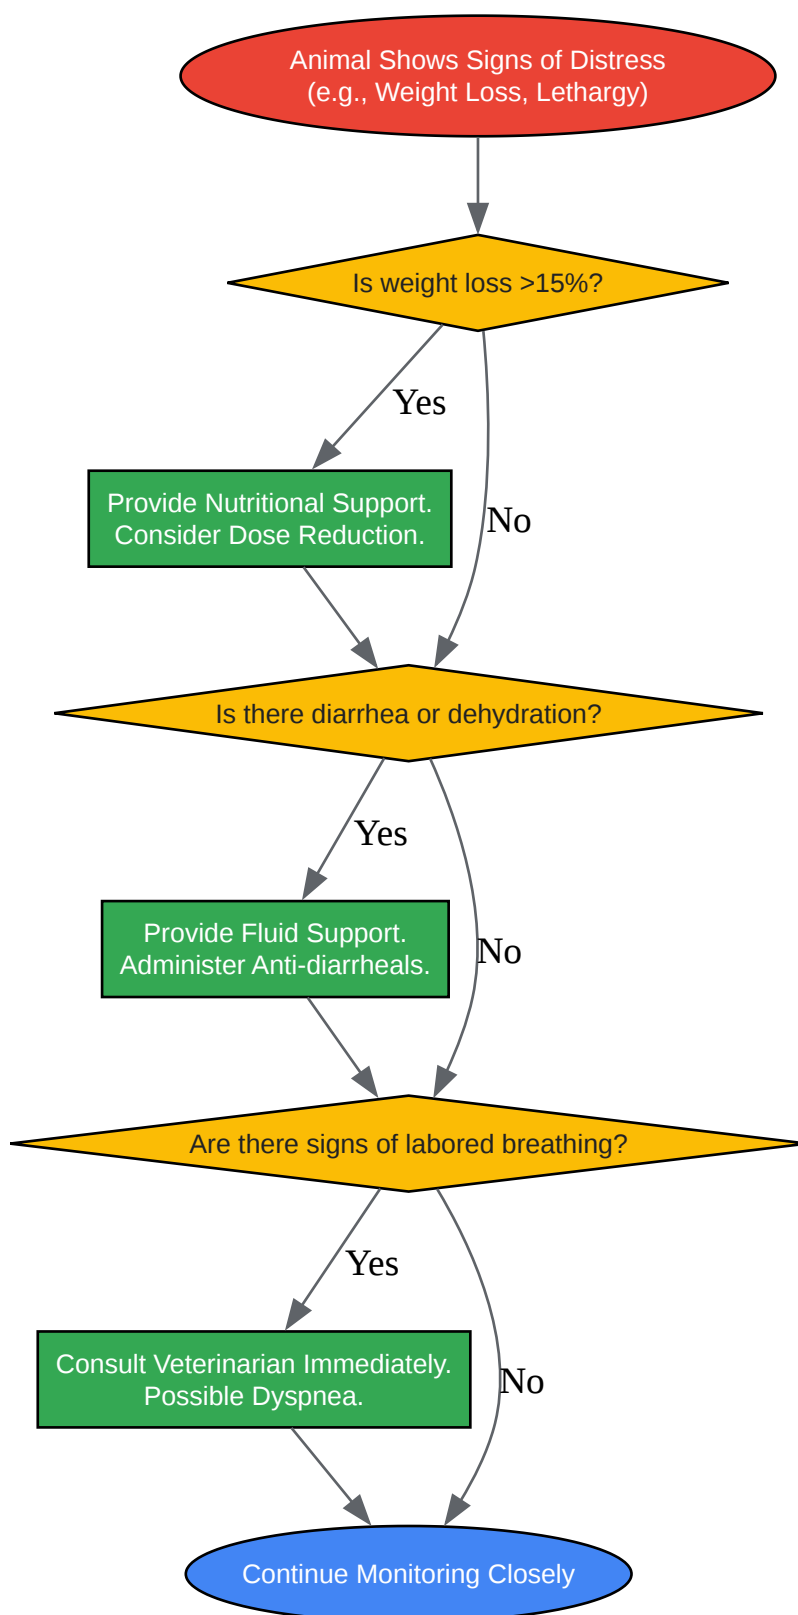 Animal Shows Signs of Distress
(e.g., Weight Loss, Lethargy)
Is weight loss >15%?
Yes
Provide Nutritional Support.
Consider Dose Reduction.
No
Is there diarrhea or dehydration?
Yes
Provide Fluid Support.
Administer Anti-diarrheals.
No
Are there signs of labored breathing?
Yes
Consult Veterinarian Immediately.
Possible Dyspnea.
No
Continue Monitoring Closely